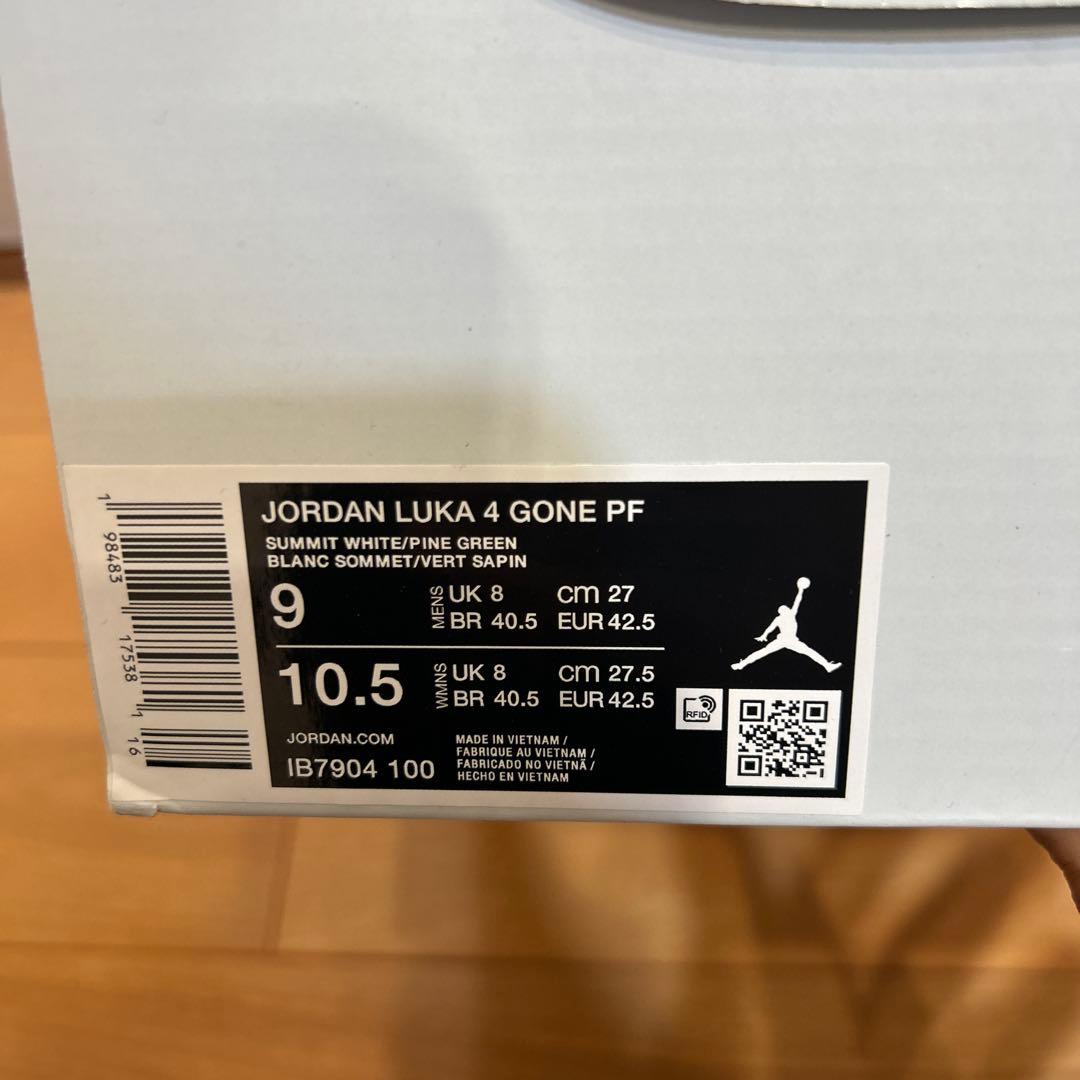 JORDAN LUKA 4 GONE PF
SUMMIT WHITE/PINE GREEN
BLANC SOMMET/VERT SAPIN
9 MENS UK 8 cm 27
BR 40.5 EUR 42.5
10.5 WMNS UK 8 cm 27.5
BR 40.5 EUR 42.5
RFID
JORDAN.COM
IB7904 100
MADE IN VIETNAM /
FABRIQUE AU VIETNAM /
FABRICADO NO VIETNÃ /
HECHO EN VIETNAM
1 98483 17538 1 16